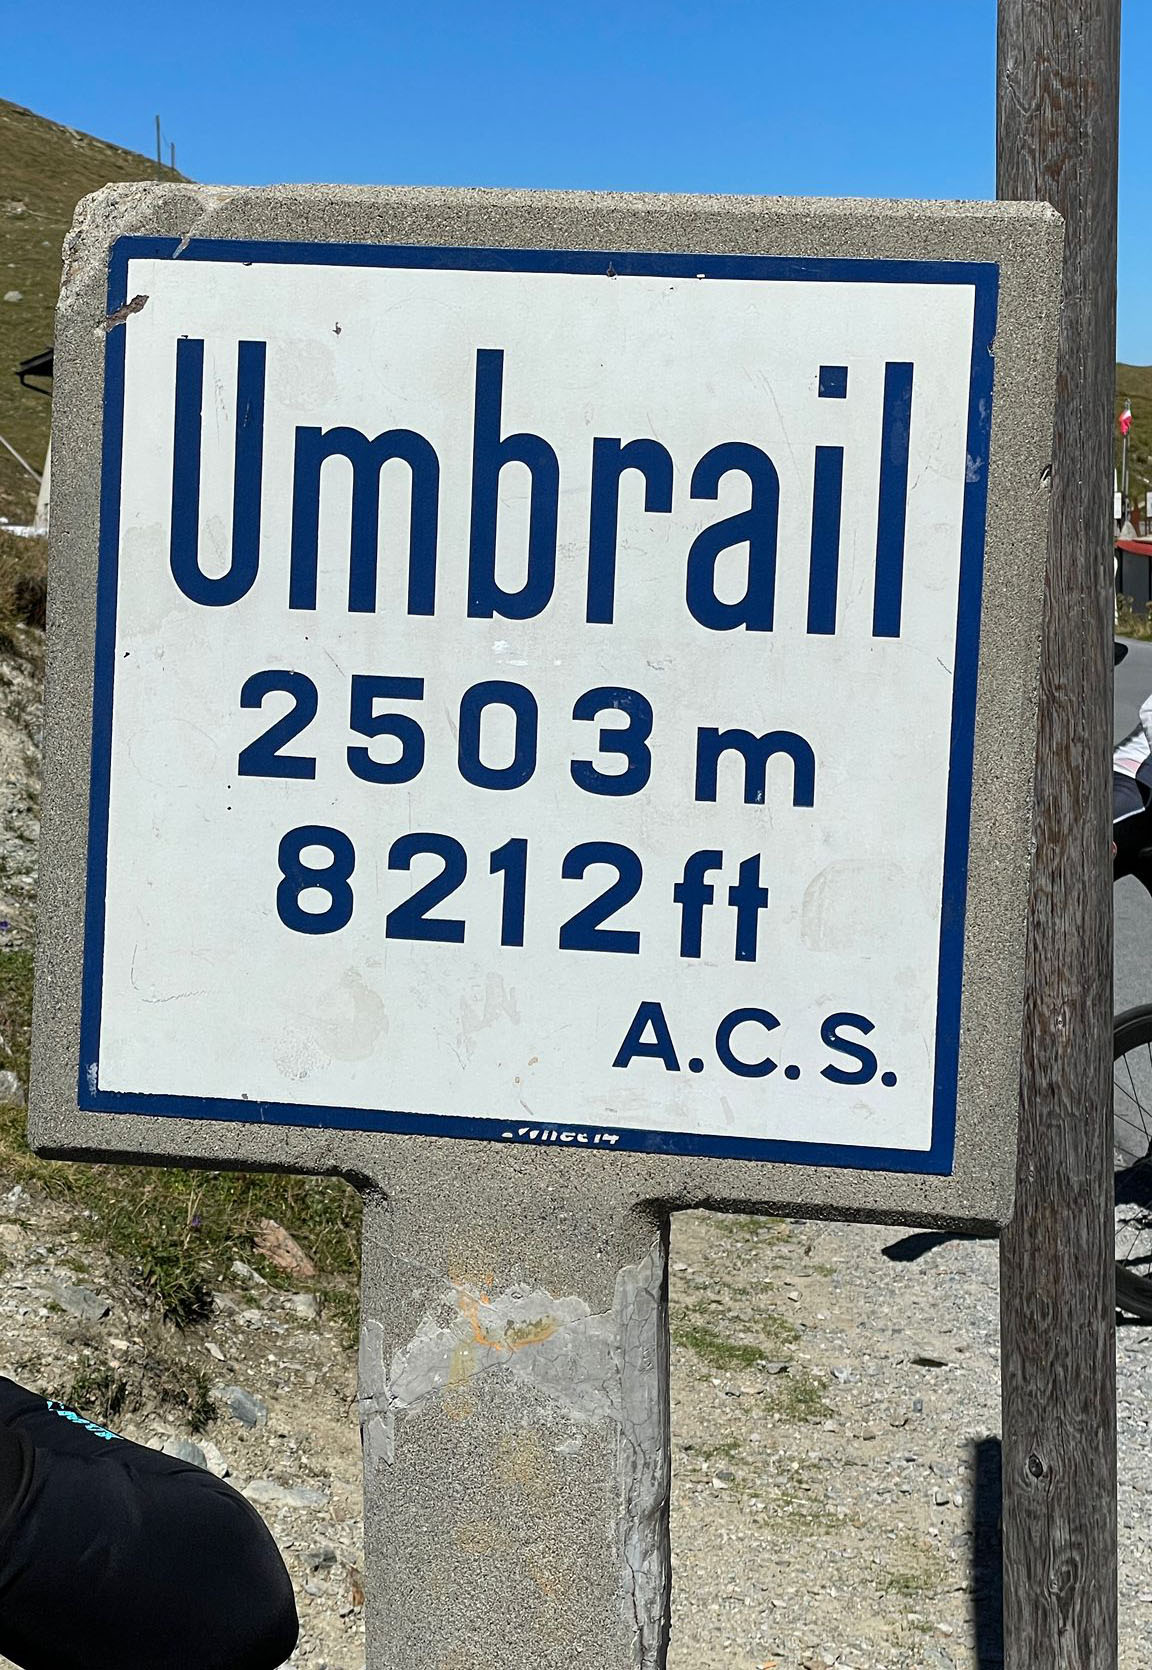 Umbrail
2503 m
8212 ft
A.C.S.